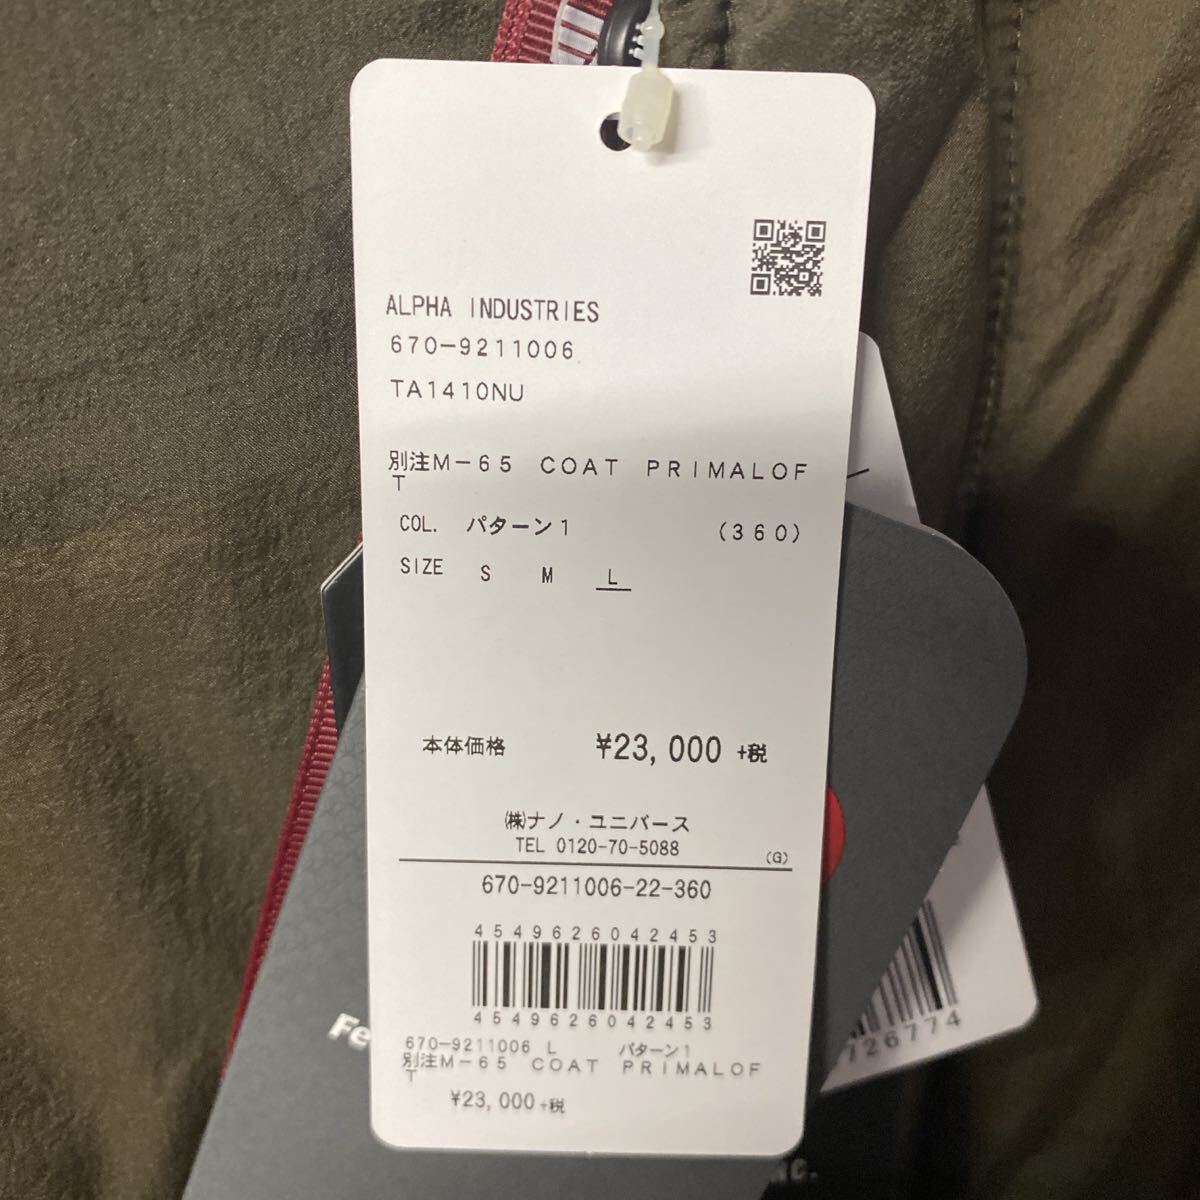 ALPHA INDUSTRIES
670-9211006
TA1410NU
別注M-65 COAT PRIMALOF
T
COL. パターン1 (360)
SIZE S M L
本体価格 ¥23,000 +税
㈱ナノ・ユニバース
TEL 0120-70-5088
(G)
670-9211006-22-360
4549626042453
4549626042453
670-9211006 L パターン1
別注M-65 COAT PRIMALOF
T
¥23,000+税
Fe
726774